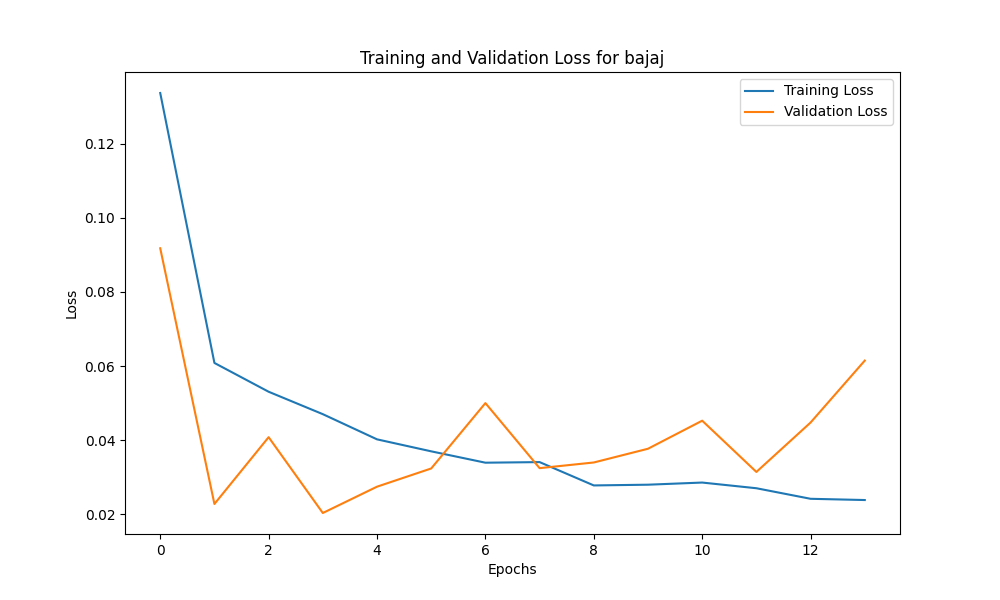 Training and Validation Loss for bajaj
Training Loss
Validation Loss
Loss
0.12
0.10
0.08
0.06
0.04
0.02
0 2 4 6 8 10 12
Epochs